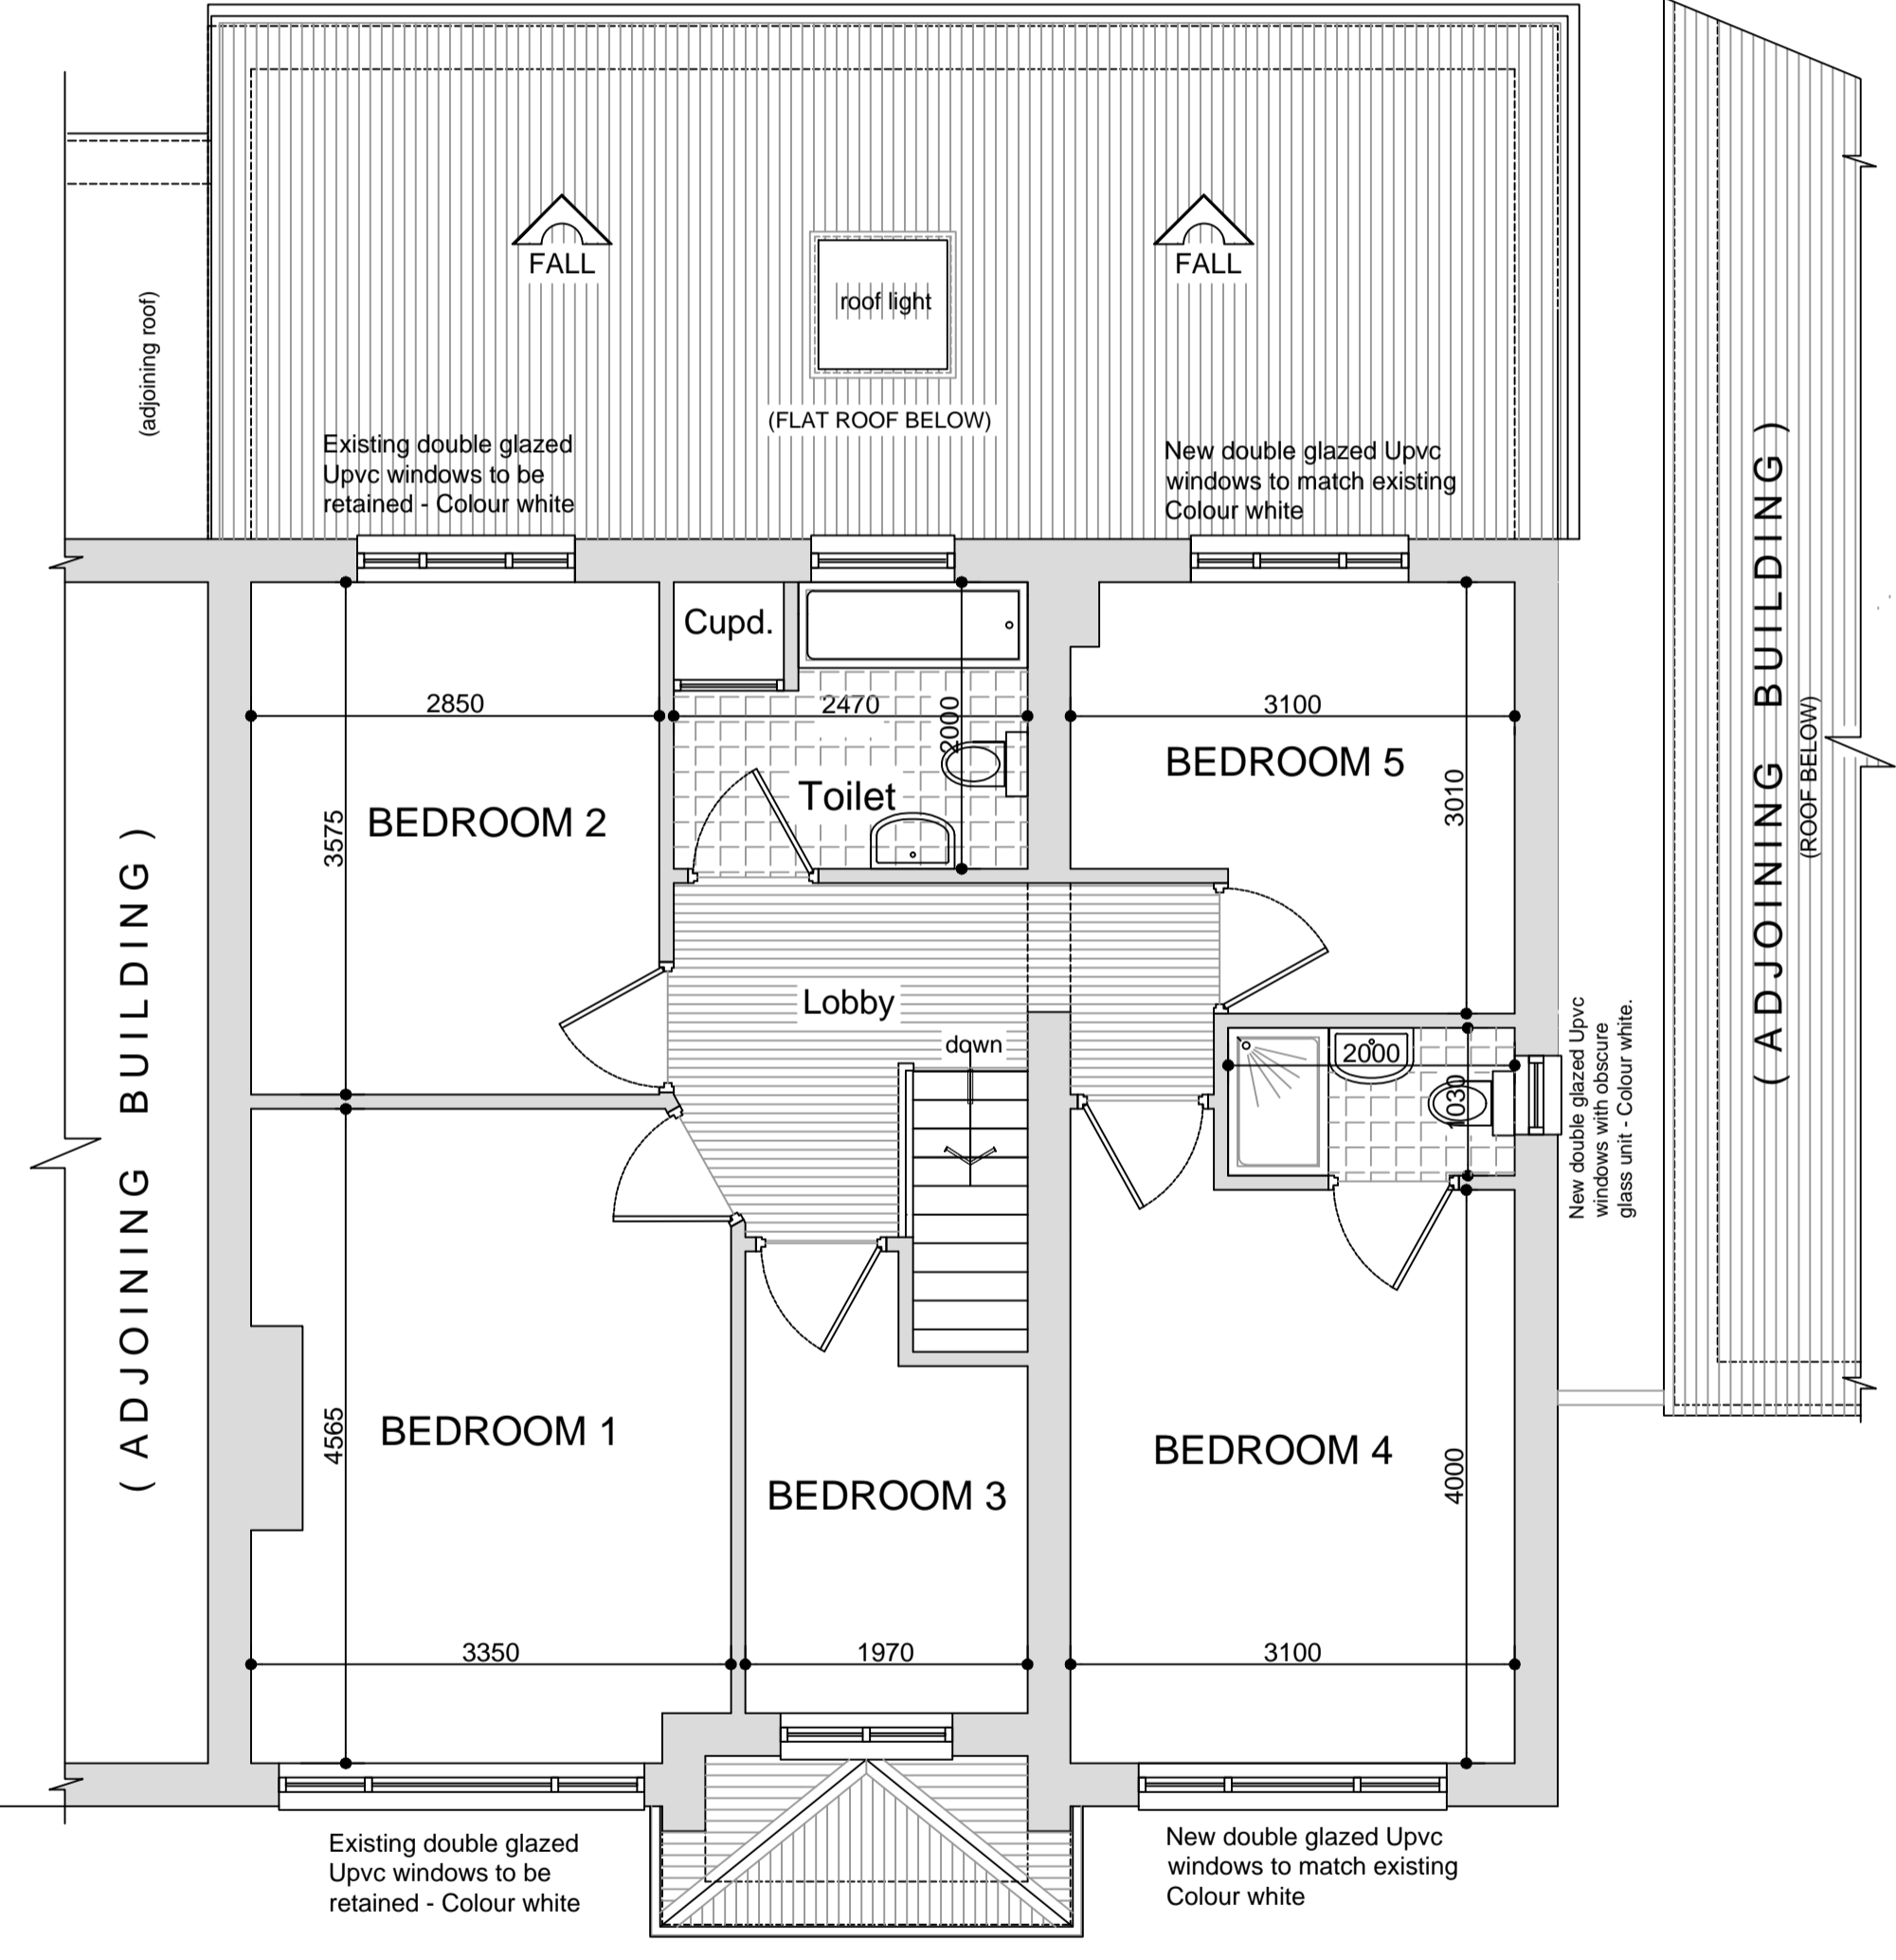 FALL
FALL
roof light
(adjoining roof)
(FLAT ROOF BELOW)
Existing double glazed
Upvc windows to be
retained - Colour white
New double glazed Upvc
windows to match existing
Colour white
Cupd.
2850
2470
2000
3100
BEDROOM 5
Toilet
BEDROOM 2
3575
3010
( ADJOINING BUILDING )
(ROOF BELOW)
( ADJOINING BUILDING )
Lobby
down
2000
1030
New double glazed Upvc
windows with obscure
glass unit - Colour white.
BEDROOM 1
4565
BEDROOM 3
BEDROOM 4
4000
3350
1970
3100
Existing double glazed
Upvc windows to be
retained - Colour white
New double glazed Upvc
windows to match existing
Colour white